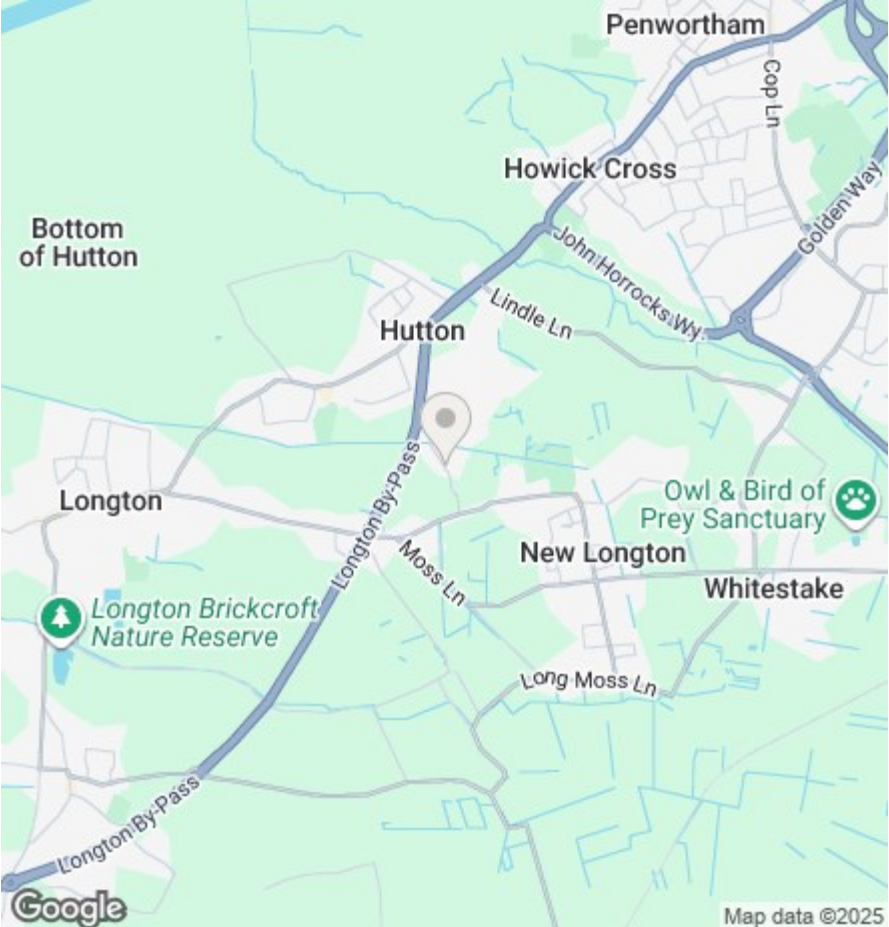 Penwortham
Cop Ln
Howick Cross
Golden Way
Bottom
of Hutton
John Horrocks Wy.
Lindle Ln
Hutton
Longton By-Pass
Longton
Owl & Bird of
Prey Sanctuary
New Longton
Moss Ln
Whitestake
Longton Brickcroft
Nature Reserve
Long Moss Ln
Longton By-Pass
Google
Map data ©2025